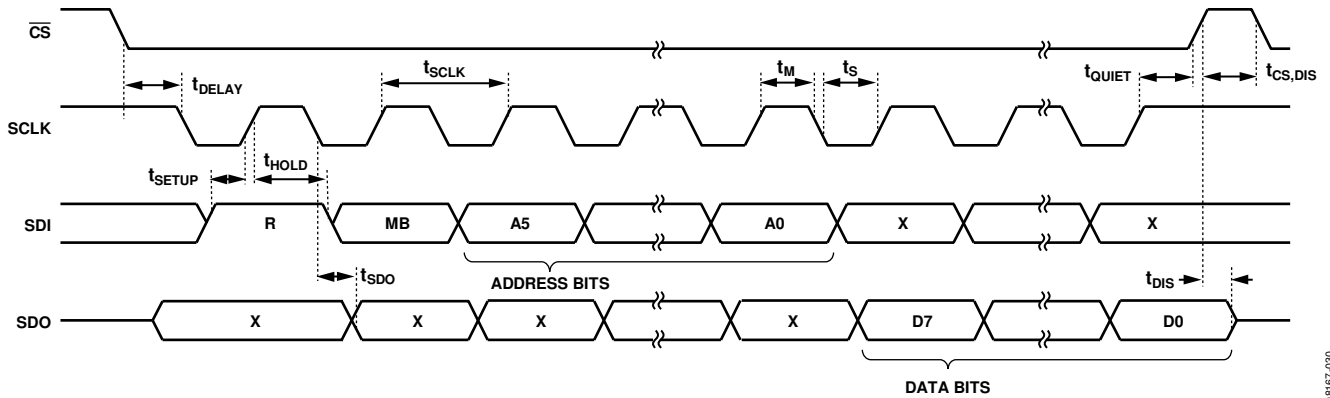 CS
tDELAY
tSCLK
tM
tS
tQUIET
tCS,DIS
SCLK
tSETUP
tHOLD
SDI
R
MB
A5
A0
X
X
tSDO
ADDRESS BITS
tDIS
SDO
X
X
X
X
D7
D0
DATA BITS